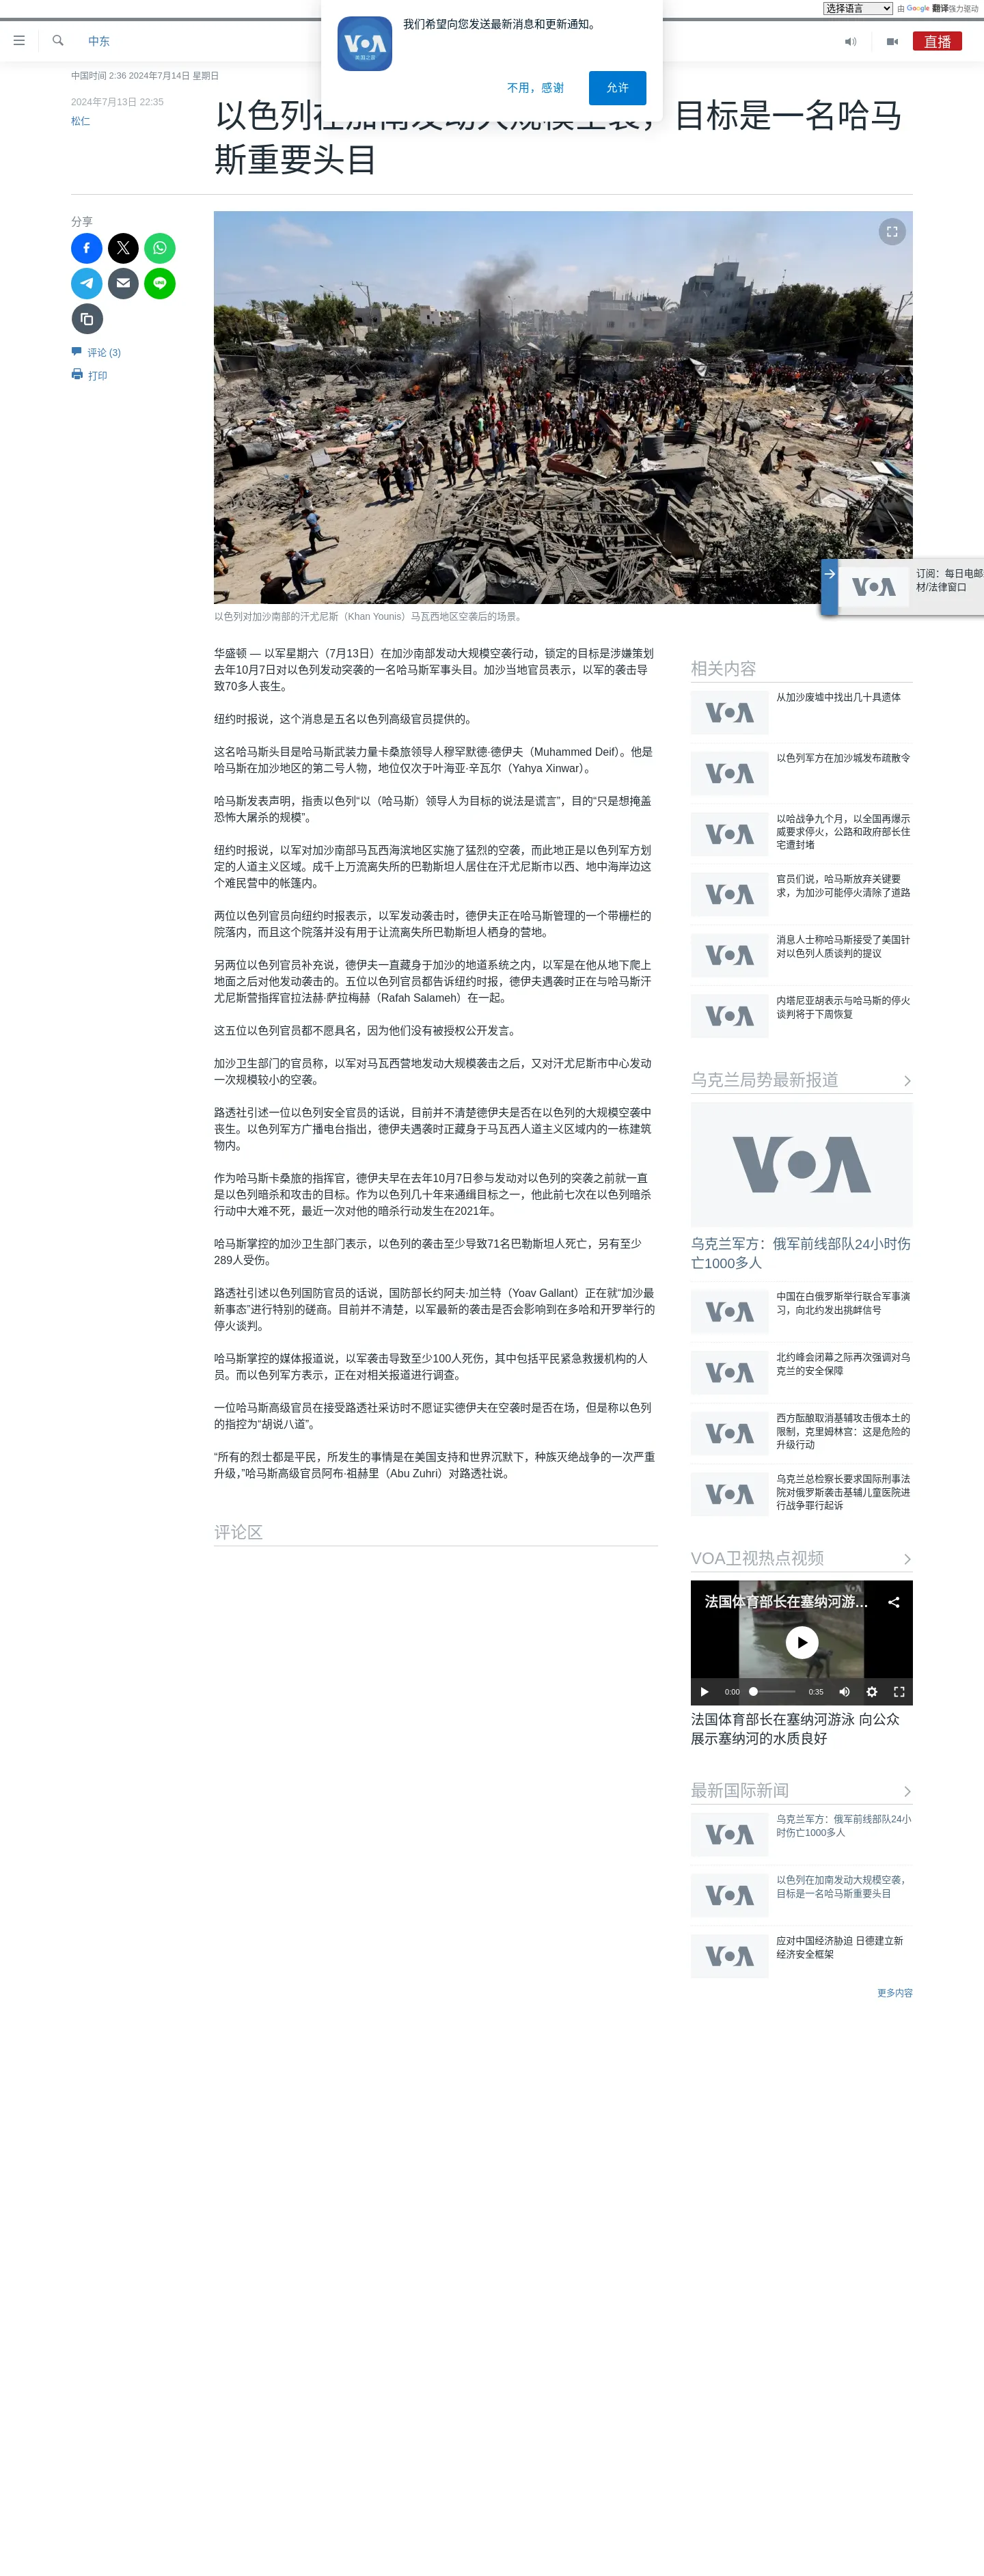 选择语言 由 Google 翻译强力驱动
我们希望向您发送最新消息和更新通知。
VOA
美国之音
不用，感谢
允许
中东
直播
中国时间 2:36 2024年7月14日 星期日
2024年7月13日 22:35
松仁
以色列在加南发动大规模空袭，目标是一名哈马
斯重要头目
分享
评论 (3)
打印
以色列对加沙南部的汗尤尼斯（Khan Younis）马瓦西地区空袭后的场景。
订阅：每日电邮
材/法律窗口
VOA
华盛顿 — 以军星期六（7月13日）在加沙南部发动大规模空袭行动，锁定的目标是涉嫌策划
去年10月7日对以色列发动突袭的一名哈马斯军事头目。加沙当地官员表示，以军的袭击导
致70多人丧生。
纽约时报说，这个消息是五名以色列高级官员提供的。
这名哈马斯头目是哈马斯武装力量卡桑旅领导人穆罕默德·德伊夫（Muhammed Deif）。他是
哈马斯在加沙地区的第二号人物，地位仅次于叶海亚·辛瓦尔（Yahya Xinwar）。
哈马斯发表声明，指责以色列“以（哈马斯）领导人为目标的说法是谎言”，目的“只是想掩盖
恐怖大屠杀的规模”。
纽约时报说，以军对加沙南部马瓦西海滨地区实施了猛烈的空袭，而此地正是以色列军方划
定的人道主义区域。成千上万流离失所的巴勒斯坦人居住在汗尤尼斯市以西、地中海岸边这
个难民营中的帐篷内。
两位以色列官员向纽约时报表示，以军发动袭击时，德伊夫正在哈马斯管理的一个带栅栏的
院落内，而且这个院落并没有用于让流离失所巴勒斯坦人栖身的营地。
另两位以色列官员补充说，德伊夫一直藏身于加沙的地道系统之内，以军是在他从地下爬上
地面之后对他发动袭击的。五位以色列官员都告诉纽约时报，德伊夫遇袭时正在与哈马斯汗
尤尼斯营指挥官拉法赫·萨拉梅赫（Rafah Salameh）在一起。
这五位以色列官员都不愿具名，因为他们没有被授权公开发言。
加沙卫生部门的官员称，以军对马瓦西营地发动大规模袭击之后，又对汗尤尼斯市中心发动
一次规模较小的空袭。
路透社引述一位以色列安全官员的话说，目前并不清楚德伊夫是否在以色列的大规模空袭中
丧生。以色列军方广播电台指出，德伊夫遇袭时正藏身于马瓦西人道主义区域内的一栋建筑
物内。
作为哈马斯卡桑旅的指挥官，德伊夫早在去年10月7日参与发动对以色列的突袭之前就一直
是以色列暗杀和攻击的目标。作为以色列几十年来通缉目标之一，他此前七次在以色列暗杀
行动中大难不死，最近一次对他的暗杀行动发生在2021年。
哈马斯掌控的加沙卫生部门表示，以色列的袭击至少导致71名巴勒斯坦人死亡，另有至少
289人受伤。
路透社引述以色列国防官员的话说，国防部长约阿夫·加兰特（Yoav Gallant）正在就“加沙最
新事态”进行特别的磋商。目前并不清楚，以军最新的袭击是否会影响到在多哈和开罗举行的
停火谈判。
哈马斯掌控的媒体报道说，以军袭击导致至少100人死伤，其中包括平民紧急救援机构的人
员。而以色列军方表示，正在对相关报道进行调查。
一位哈马斯高级官员在接受路透社采访时不愿证实德伊夫在空袭时是否在场，但是称以色列
的指控为“胡说八道”。
“所有的烈士都是平民，所发生的事情是在美国支持和世界沉默下，种族灭绝战争的一次严重
升级，”哈马斯高级官员阿布·祖赫里（Abu Zuhri）对路透社说。
评论区
相关内容
VOA
从加沙废墟中找出几十具遗体
VOA
以色列军方在加沙城发布疏散令
VOA
以哈战争九个月，以全国再爆示
威要求停火，公路和政府部长住
宅遭封堵
VOA
官员们说，哈马斯放弃关键要
求，为加沙可能停火清除了道路
VOA
消息人士称哈马斯接受了美国针
对以色列人质谈判的提议
VOA
内塔尼亚胡表示与哈马斯的停火
谈判将于下周恢复
乌克兰局势最新报道
VOA
乌克兰军方：俄军前线部队24小时伤
亡1000多人
VOA
中国在白俄罗斯举行联合军事演
习，向北约发出挑衅信号
VOA
北约峰会闭幕之际再次强调对乌
克兰的安全保障
VOA
西方酝酿取消基辅攻击俄本土的
限制，克里姆林宫：这是危险的
升级行动
VOA
乌克兰总检察长要求国际刑事法
院对俄罗斯袭击基辅儿童医院进
行战争罪行起诉
VOA卫视热点视频
法国体育部长在塞纳河游…
0:00
0:35
法国体育部长在塞纳河游泳 向公众
展示塞纳河的水质良好
最新国际新闻
VOA
乌克兰军方：俄军前线部队24小
时伤亡1000多人
VOA
以色列在加南发动大规模空袭，
目标是一名哈马斯重要头目
VOA
应对中国经济胁迫 日德建立新
经济安全框架
更多内容